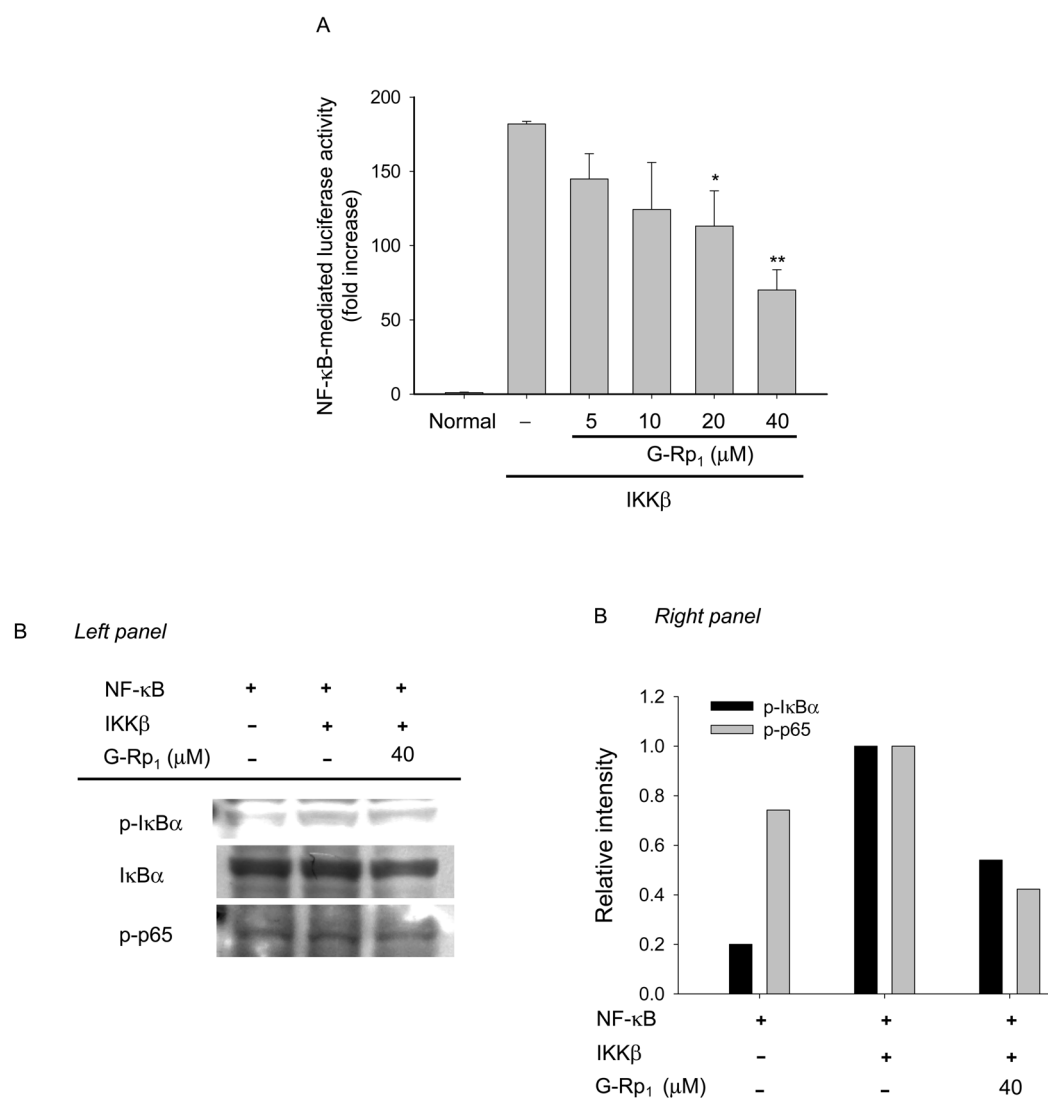 A
NF-κB-mediated luciferase activity
(fold increase)
200
150
100
50
0
*
**
Normal – 5 10 20 40
G-Rp₁ (μM)
IKKβ
B Left panel
NF-κB + + +
IKKβ – + +
G-Rp₁ (μM) – – 40
p-IκBα
IκBα
p-p65
B Right panel
Relative intensity
1.2
1.0
0.8
0.6
0.4
0.2
0.0
p-IκBα
p-p65
NF-κB + + +
IKKβ – + +
G-Rp₁ (μM) – – 40